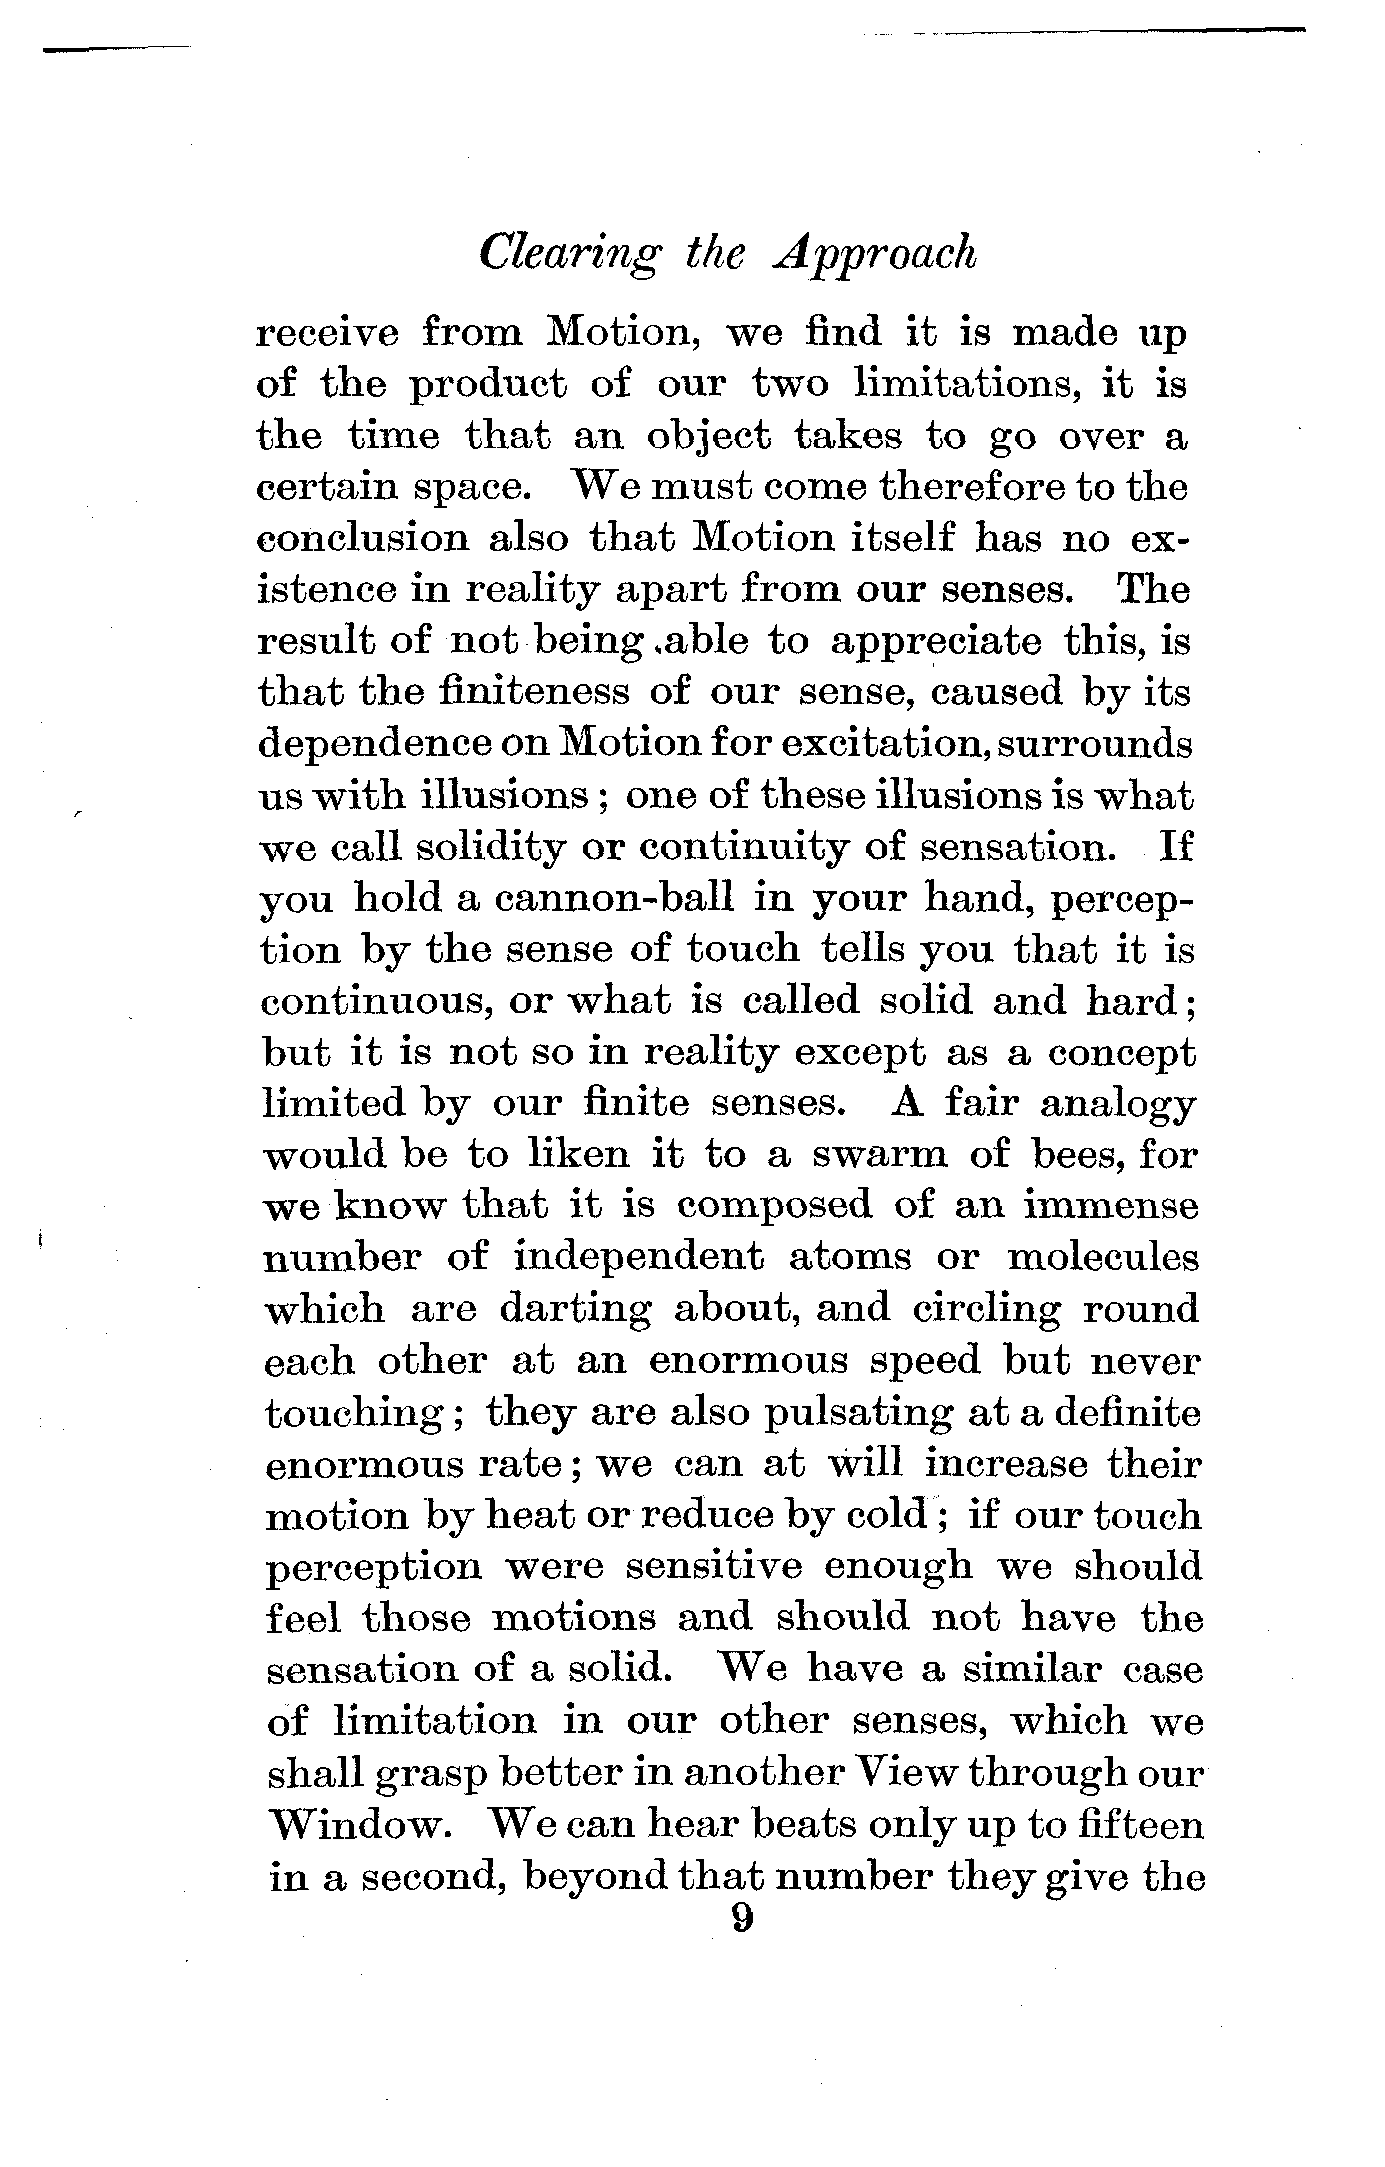 Clearing the Approach
receive from Motion, we find it is made up
of the product of our two limitations, it is
the time that an object takes to go over a
certain space. We must come therefore to the
conclusion also that Motion itself has no ex-
istence in reality apart from our senses. The
result of not being able to appreciate this, is
that the finiteness of our sense, caused by its
dependence on Motion for excitation, surrounds
us with illusions; one of these illusions is what
we call solidity or continuity of sensation. If
you hold a cannon-ball in your hand, percep-
tion by the sense of touch tells you that it is
continuous, or what is called solid and hard;
but it is not so in reality except as a concept
limited by our finite senses. A fair analogy
would be to liken it to a swarm of bees, for
we know that it is composed of an immense
number of independent atoms or molecules
which are darting about, and circling round
each other at an enormous speed but never
touching; they are also pulsating at a definite
enormous rate; we can at will increase their
motion by heat or reduce by cold; if our touch
perception were sensitive enough we should
feel those motions and should not have the
sensation of a solid. We have a similar case
of limitation in our other senses, which we
shall grasp better in another View through our
Window. We can hear beats only up to fifteen
in a second, beyond that number they give the
9